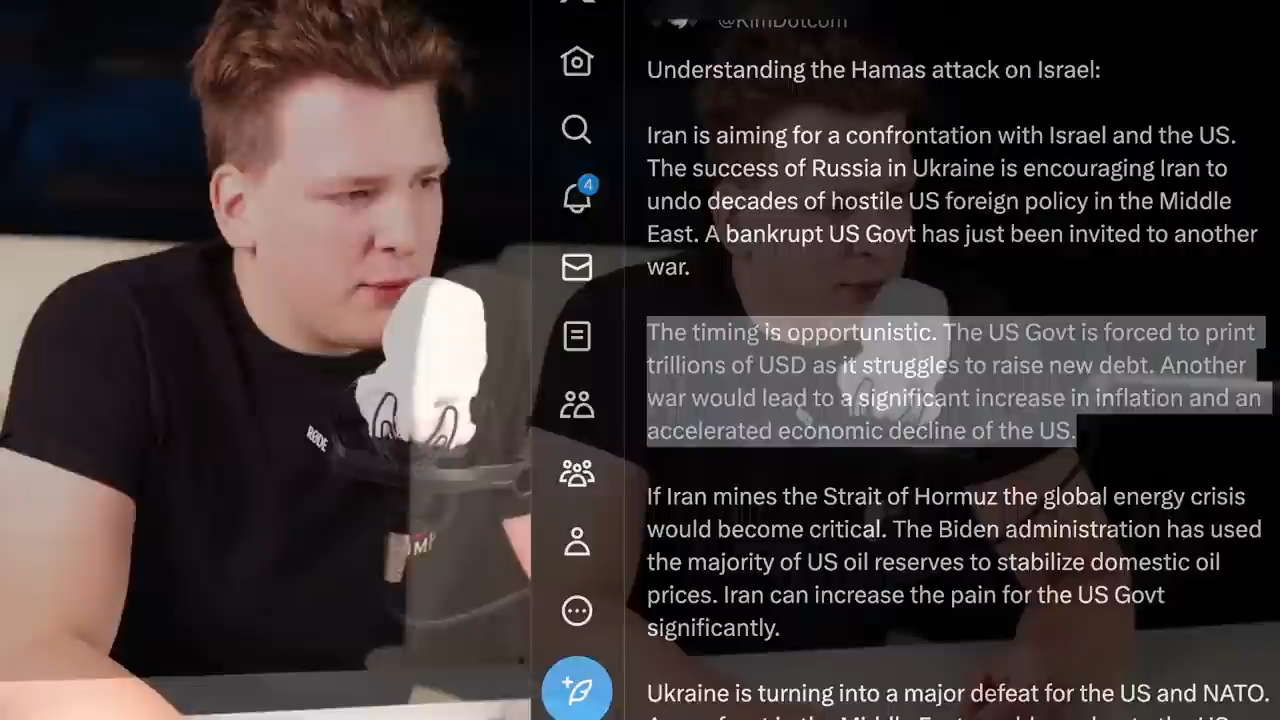 @KimDotcom
Understanding the Hamas attack on Israel:
Iran is aiming for a confrontation with Israel and the US.
The success of Russia in Ukraine is encouraging Iran to
undo decades of hostile US foreign policy in the Middle
East. A bankrupt US Govt has just been invited to another
war.
The timing is opportunistic. The US Govt is forced to print
trillions of USD as it struggles to raise new debt. Another
war would lead to a significant increase in inflation and an
accelerated economic decline of the US.
If Iran mines the Strait of Hormuz the global energy crisis
would become critical. The Biden administration has used
the majority of US oil reserves to stabilize domestic oil
prices. Iran can increase the pain for the US Govt
significantly.
Ukraine is turning into a major defeat for the US and NATO.
4
RØDE